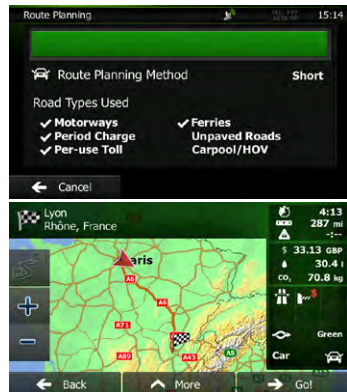 Route Planning 15:14
Route Planning Method Short
Road Types Used
Motorways Ferries
Period Charge Unpaved Roads
Per-use Toll Carpool/HOV
Cancel
Lyon
Rhône, France
4:13
287 mi
-:--
$ 33.13 GBP
30.4 l
CO₂ 70.8 kg
aris
A6
A6
A71
A89
A43
A5
$
Green
Car
Back More Go!